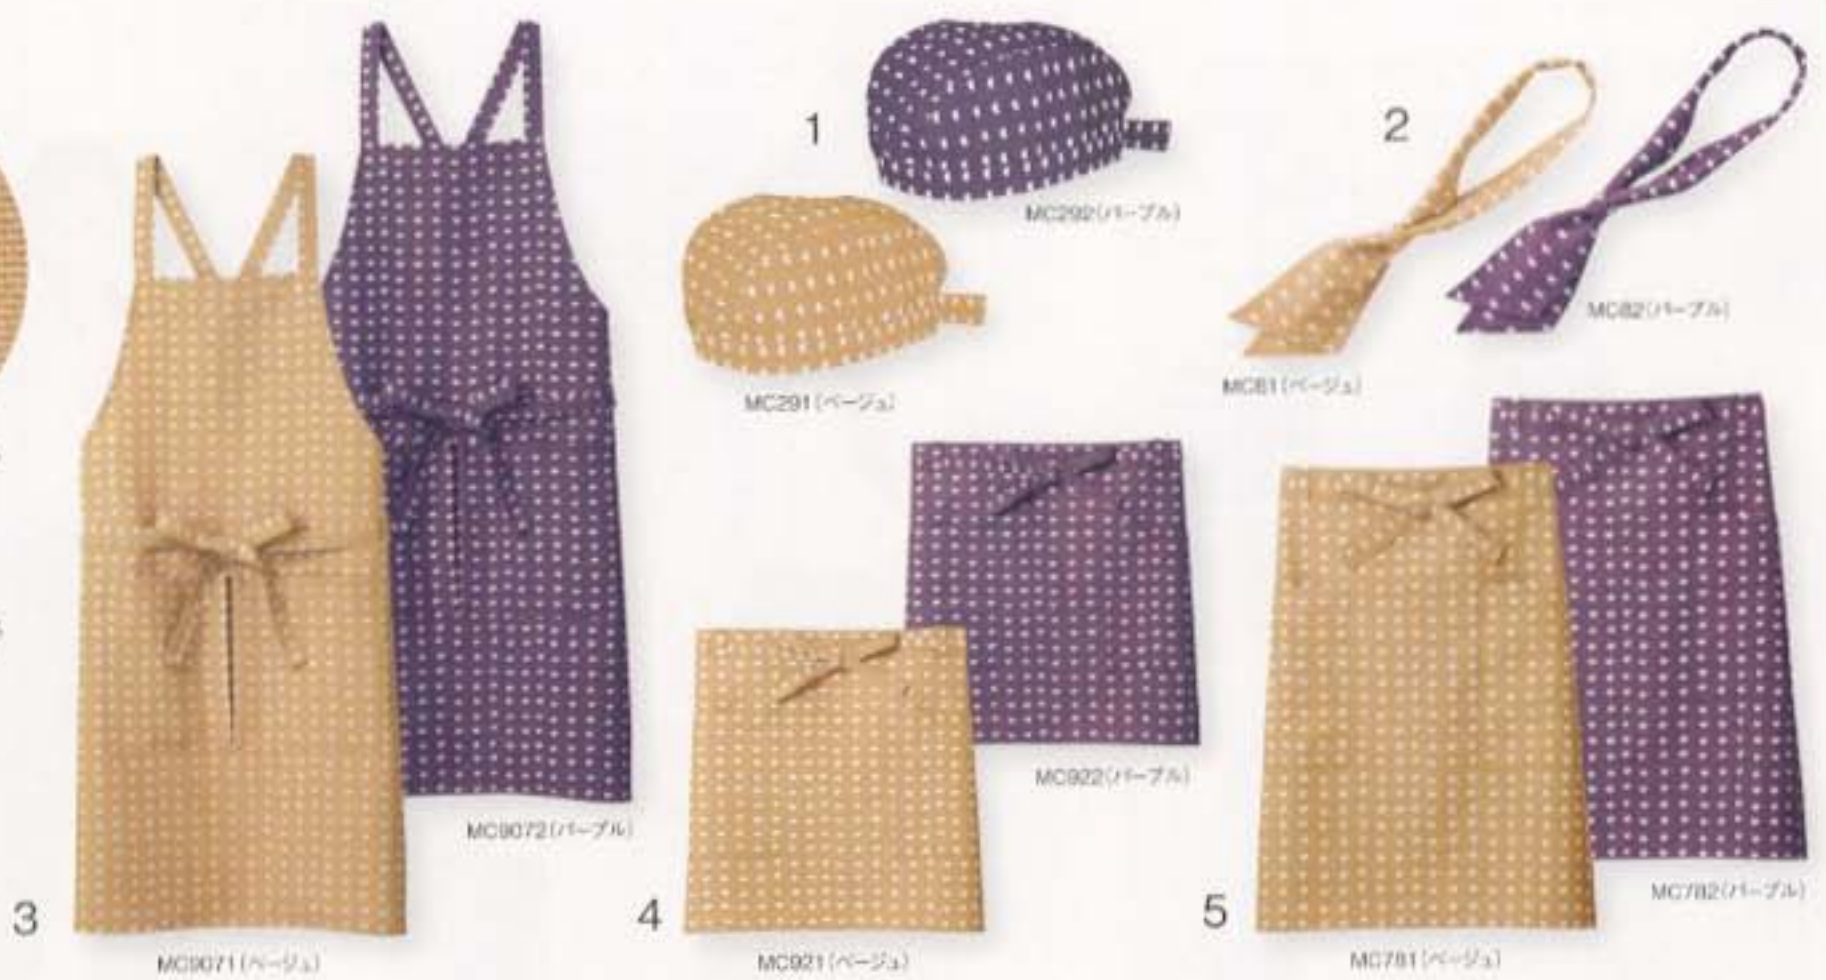 1
MC292(パープル)
MC291(ベージュ)
2
MC82(パープル)
MC81(ベージュ)
3
MC9072(パープル)
MC9071(ベージュ)
4
MC922(パープル)
MC921(ベージュ)
5
MC782(パープル)
MC781(ベージュ)